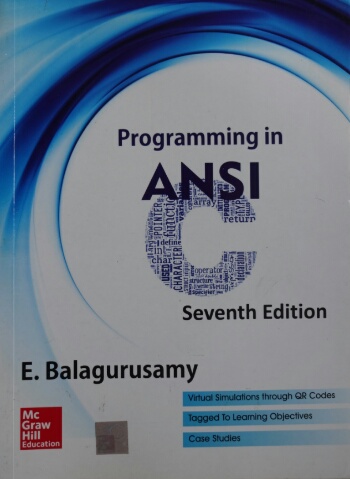 Programming in
ANSI
C
Seventh Edition
E. Balagurusamy
Virtual Simulations through QR Codes
Tagged To Learning Objectives
Case Studies
Mc
Graw
Hill
Education